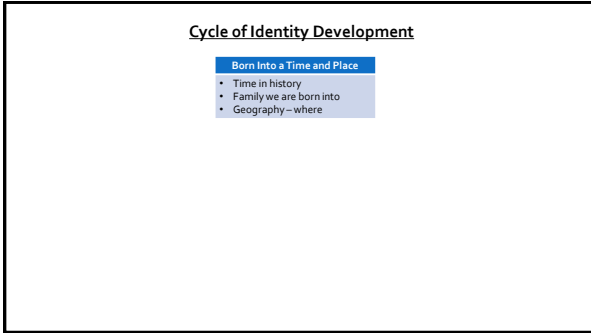 Cycle of Identity Development
Born Into a Time and Place
• Time in history
• Family we are born into
• Geography – where